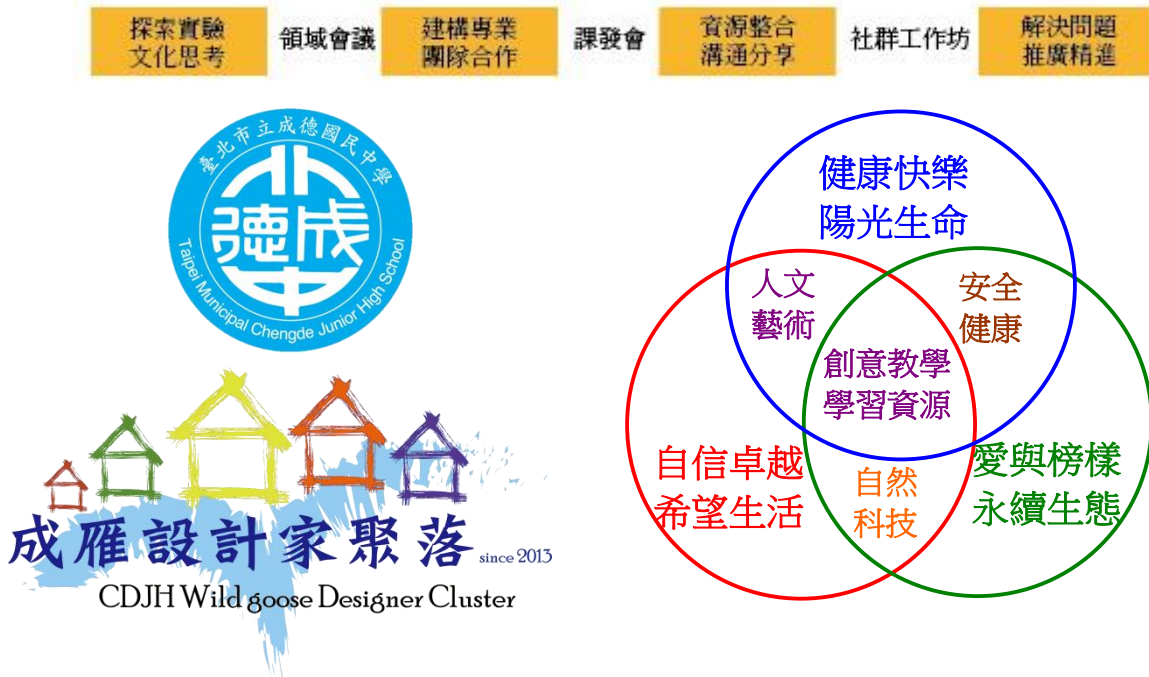 探索實驗
文化思考
領域會議
建構專業
團隊合作
課發會
資源整合
溝通分享
社群工作坊
解決問題
推廣精進
臺北市立成德國民中學
成德
Taipei Municipal Chengde Junior High School
健康快樂
陽光生命
人文
藝術
安全
健康
創意教學
學習資源
自信卓越
希望生活
自然
科技
愛與榜樣
永續生態
成雁設計家聚落 since 2013
CDJH Wild goose Designer Cluster